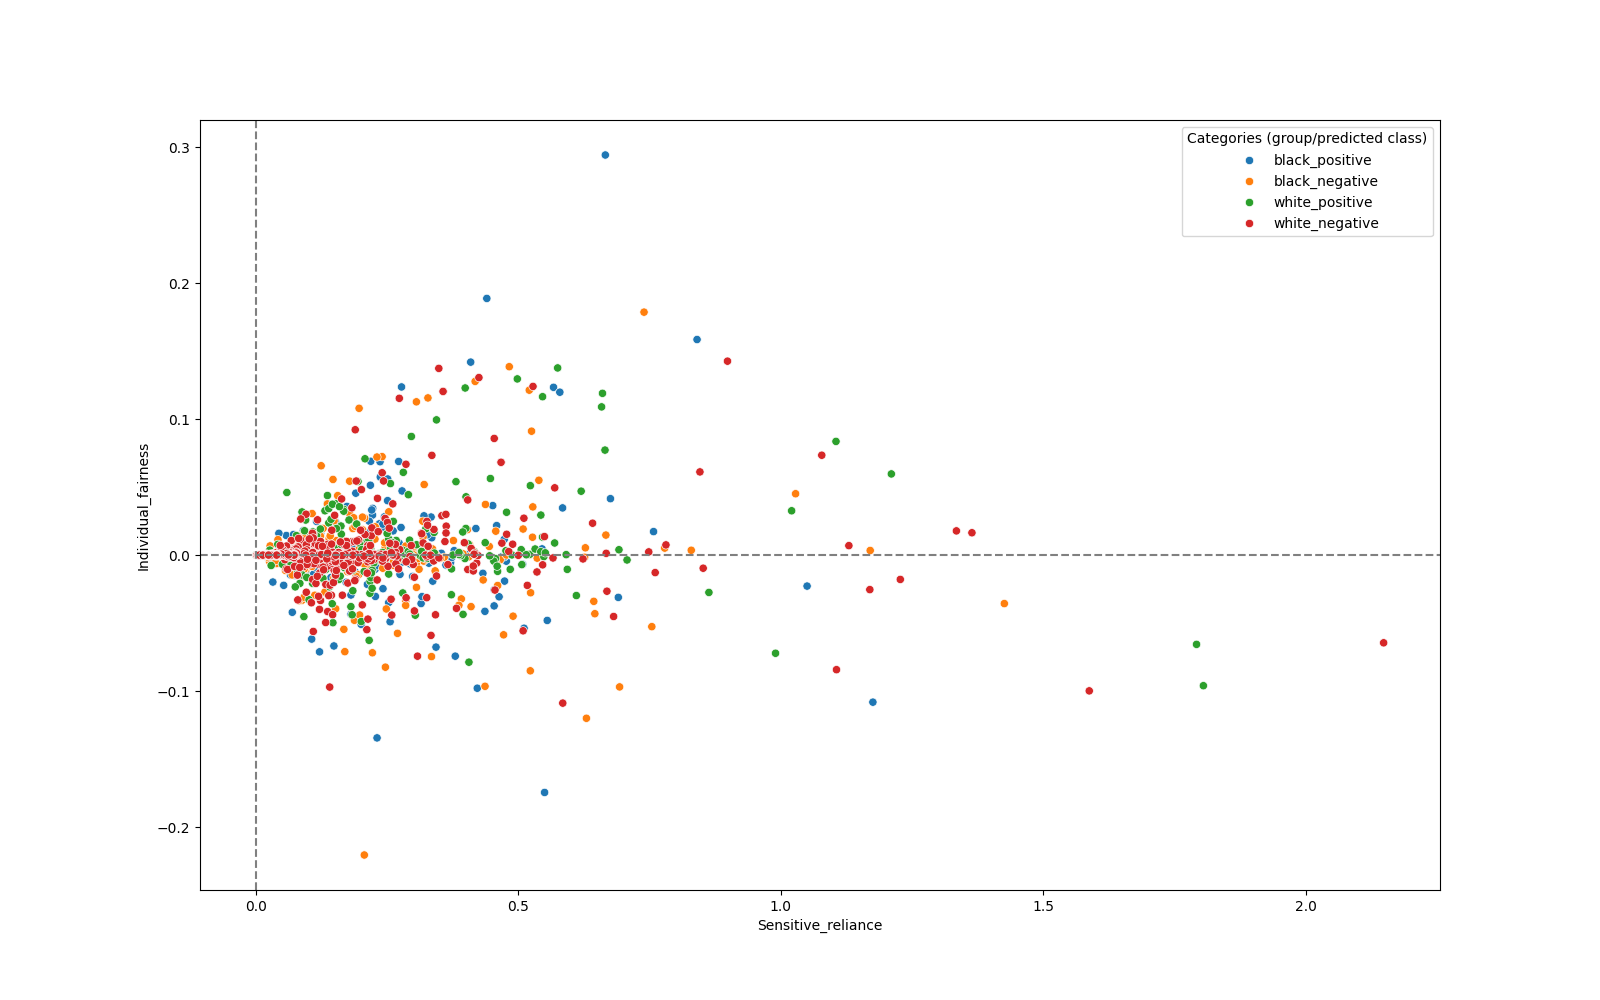 Categories (group/predicted class)
black_positive
black_negative
white_positive
white_negative
0.3
0.2
0.1
0.0
−0.1
−0.2
Individual_fairness
0.0 0.5 1.0 1.5 2.0
Sensitive_reliance